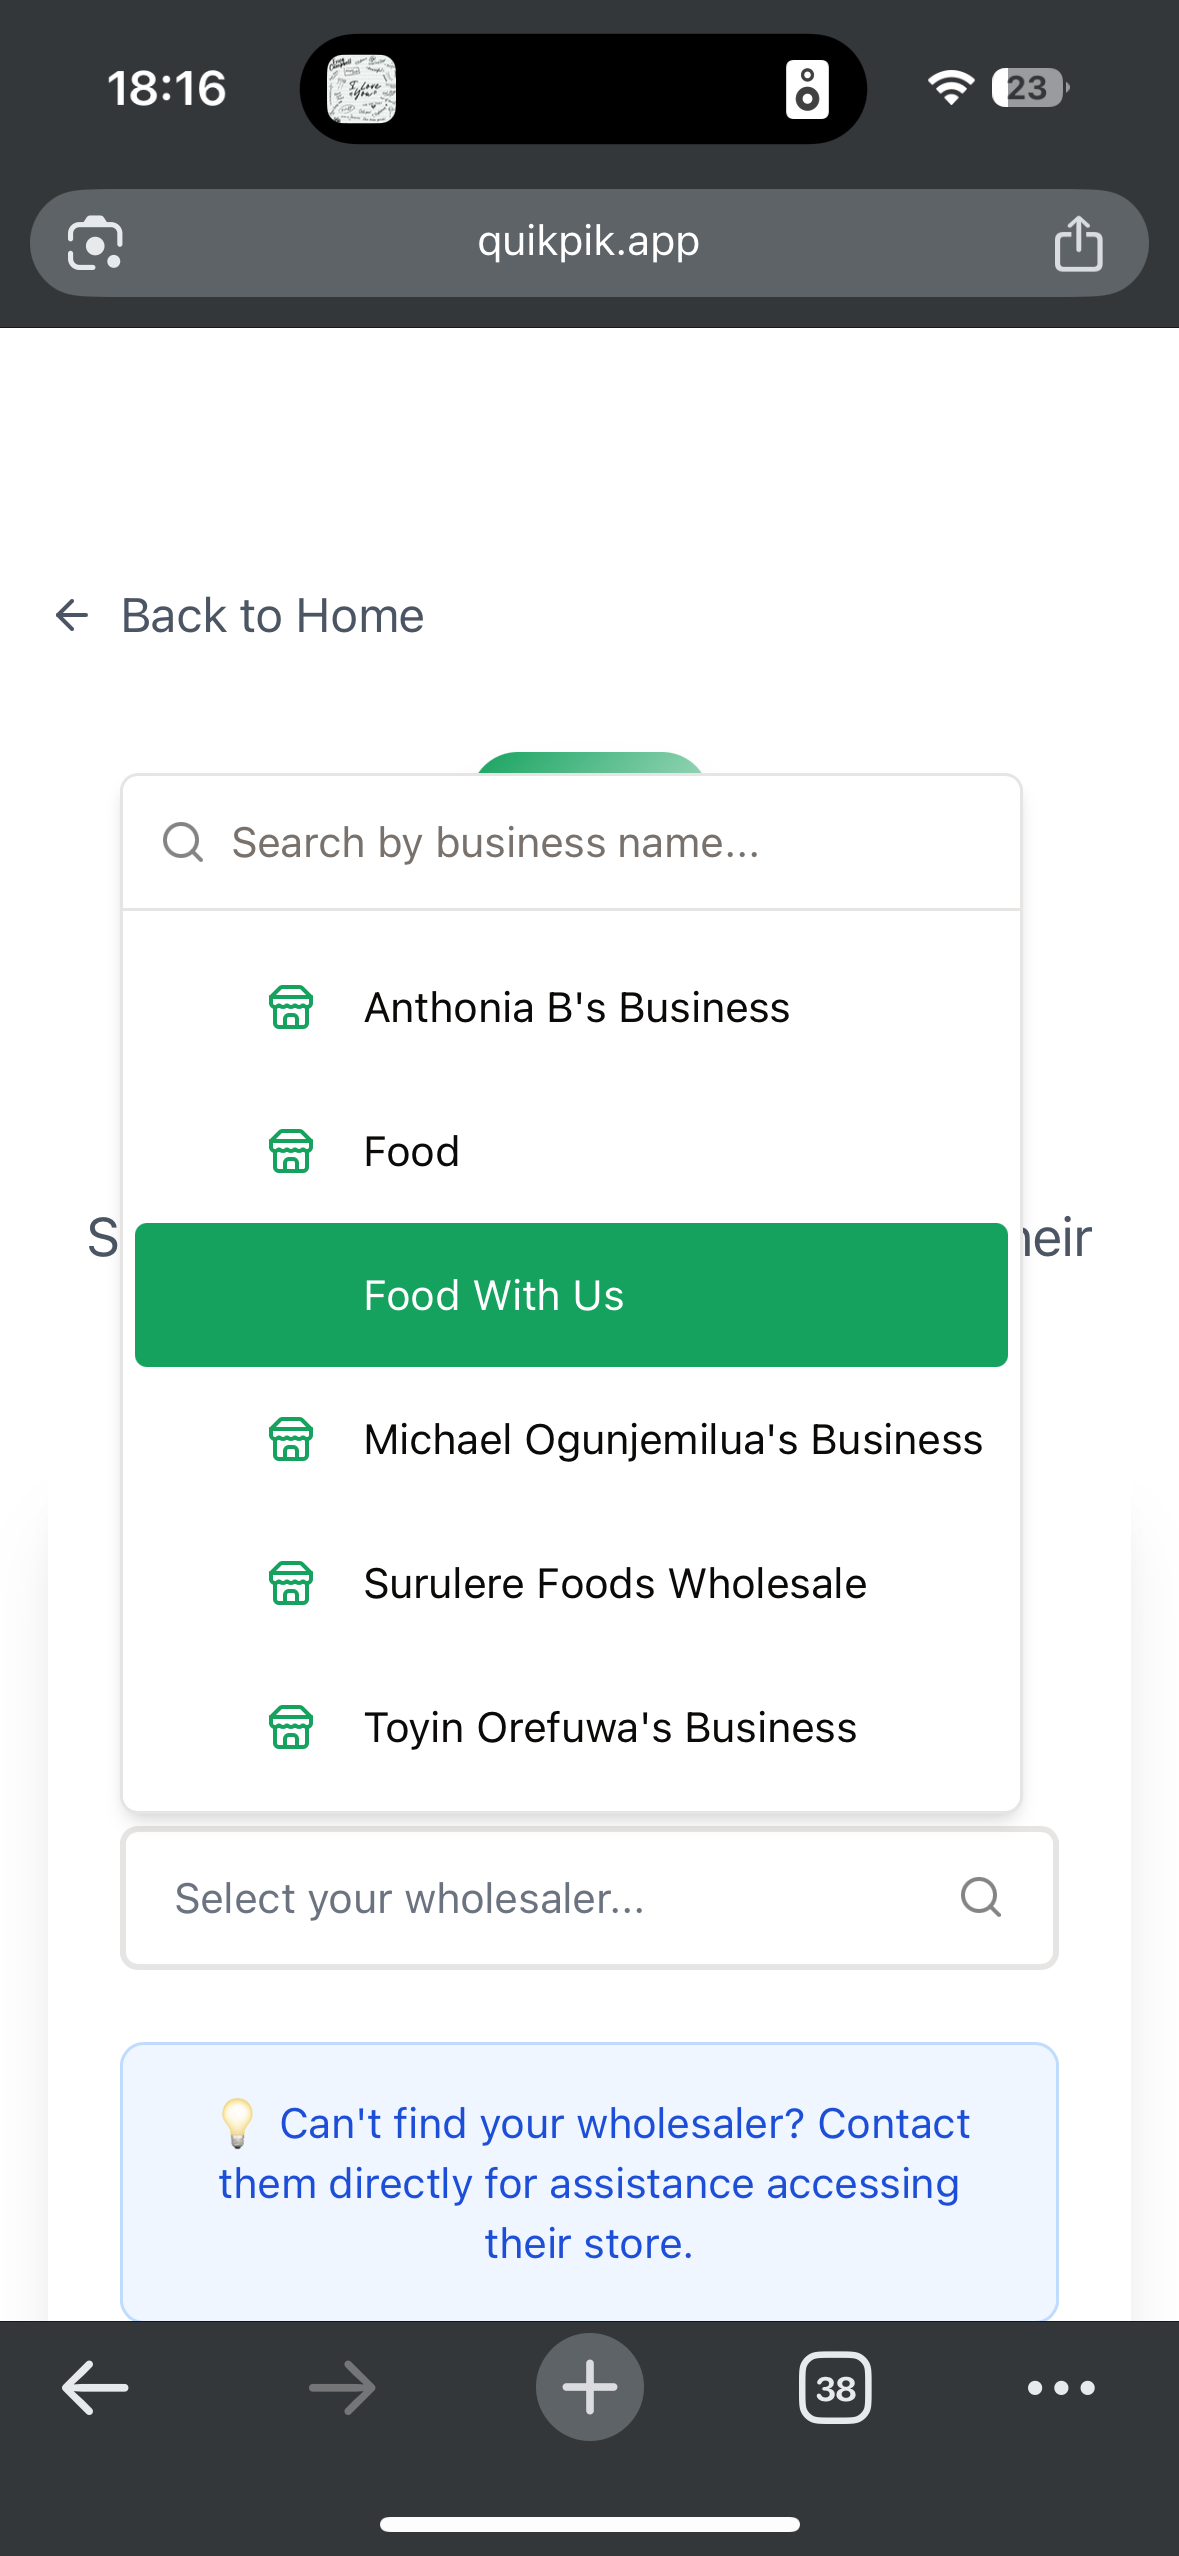 18:16
I Love You
23
quikpik.app
Back to Home
Search by business name...
Anthonia B's Business
Food
Food With Us
Michael Ogunjemilua's Business
Surulere Foods Wholesale
Toyin Orefuwa's Business
Select your wholesaler...
💡 Can't find your wholesaler? Contact
them directly for assistance accessing
their store.
38